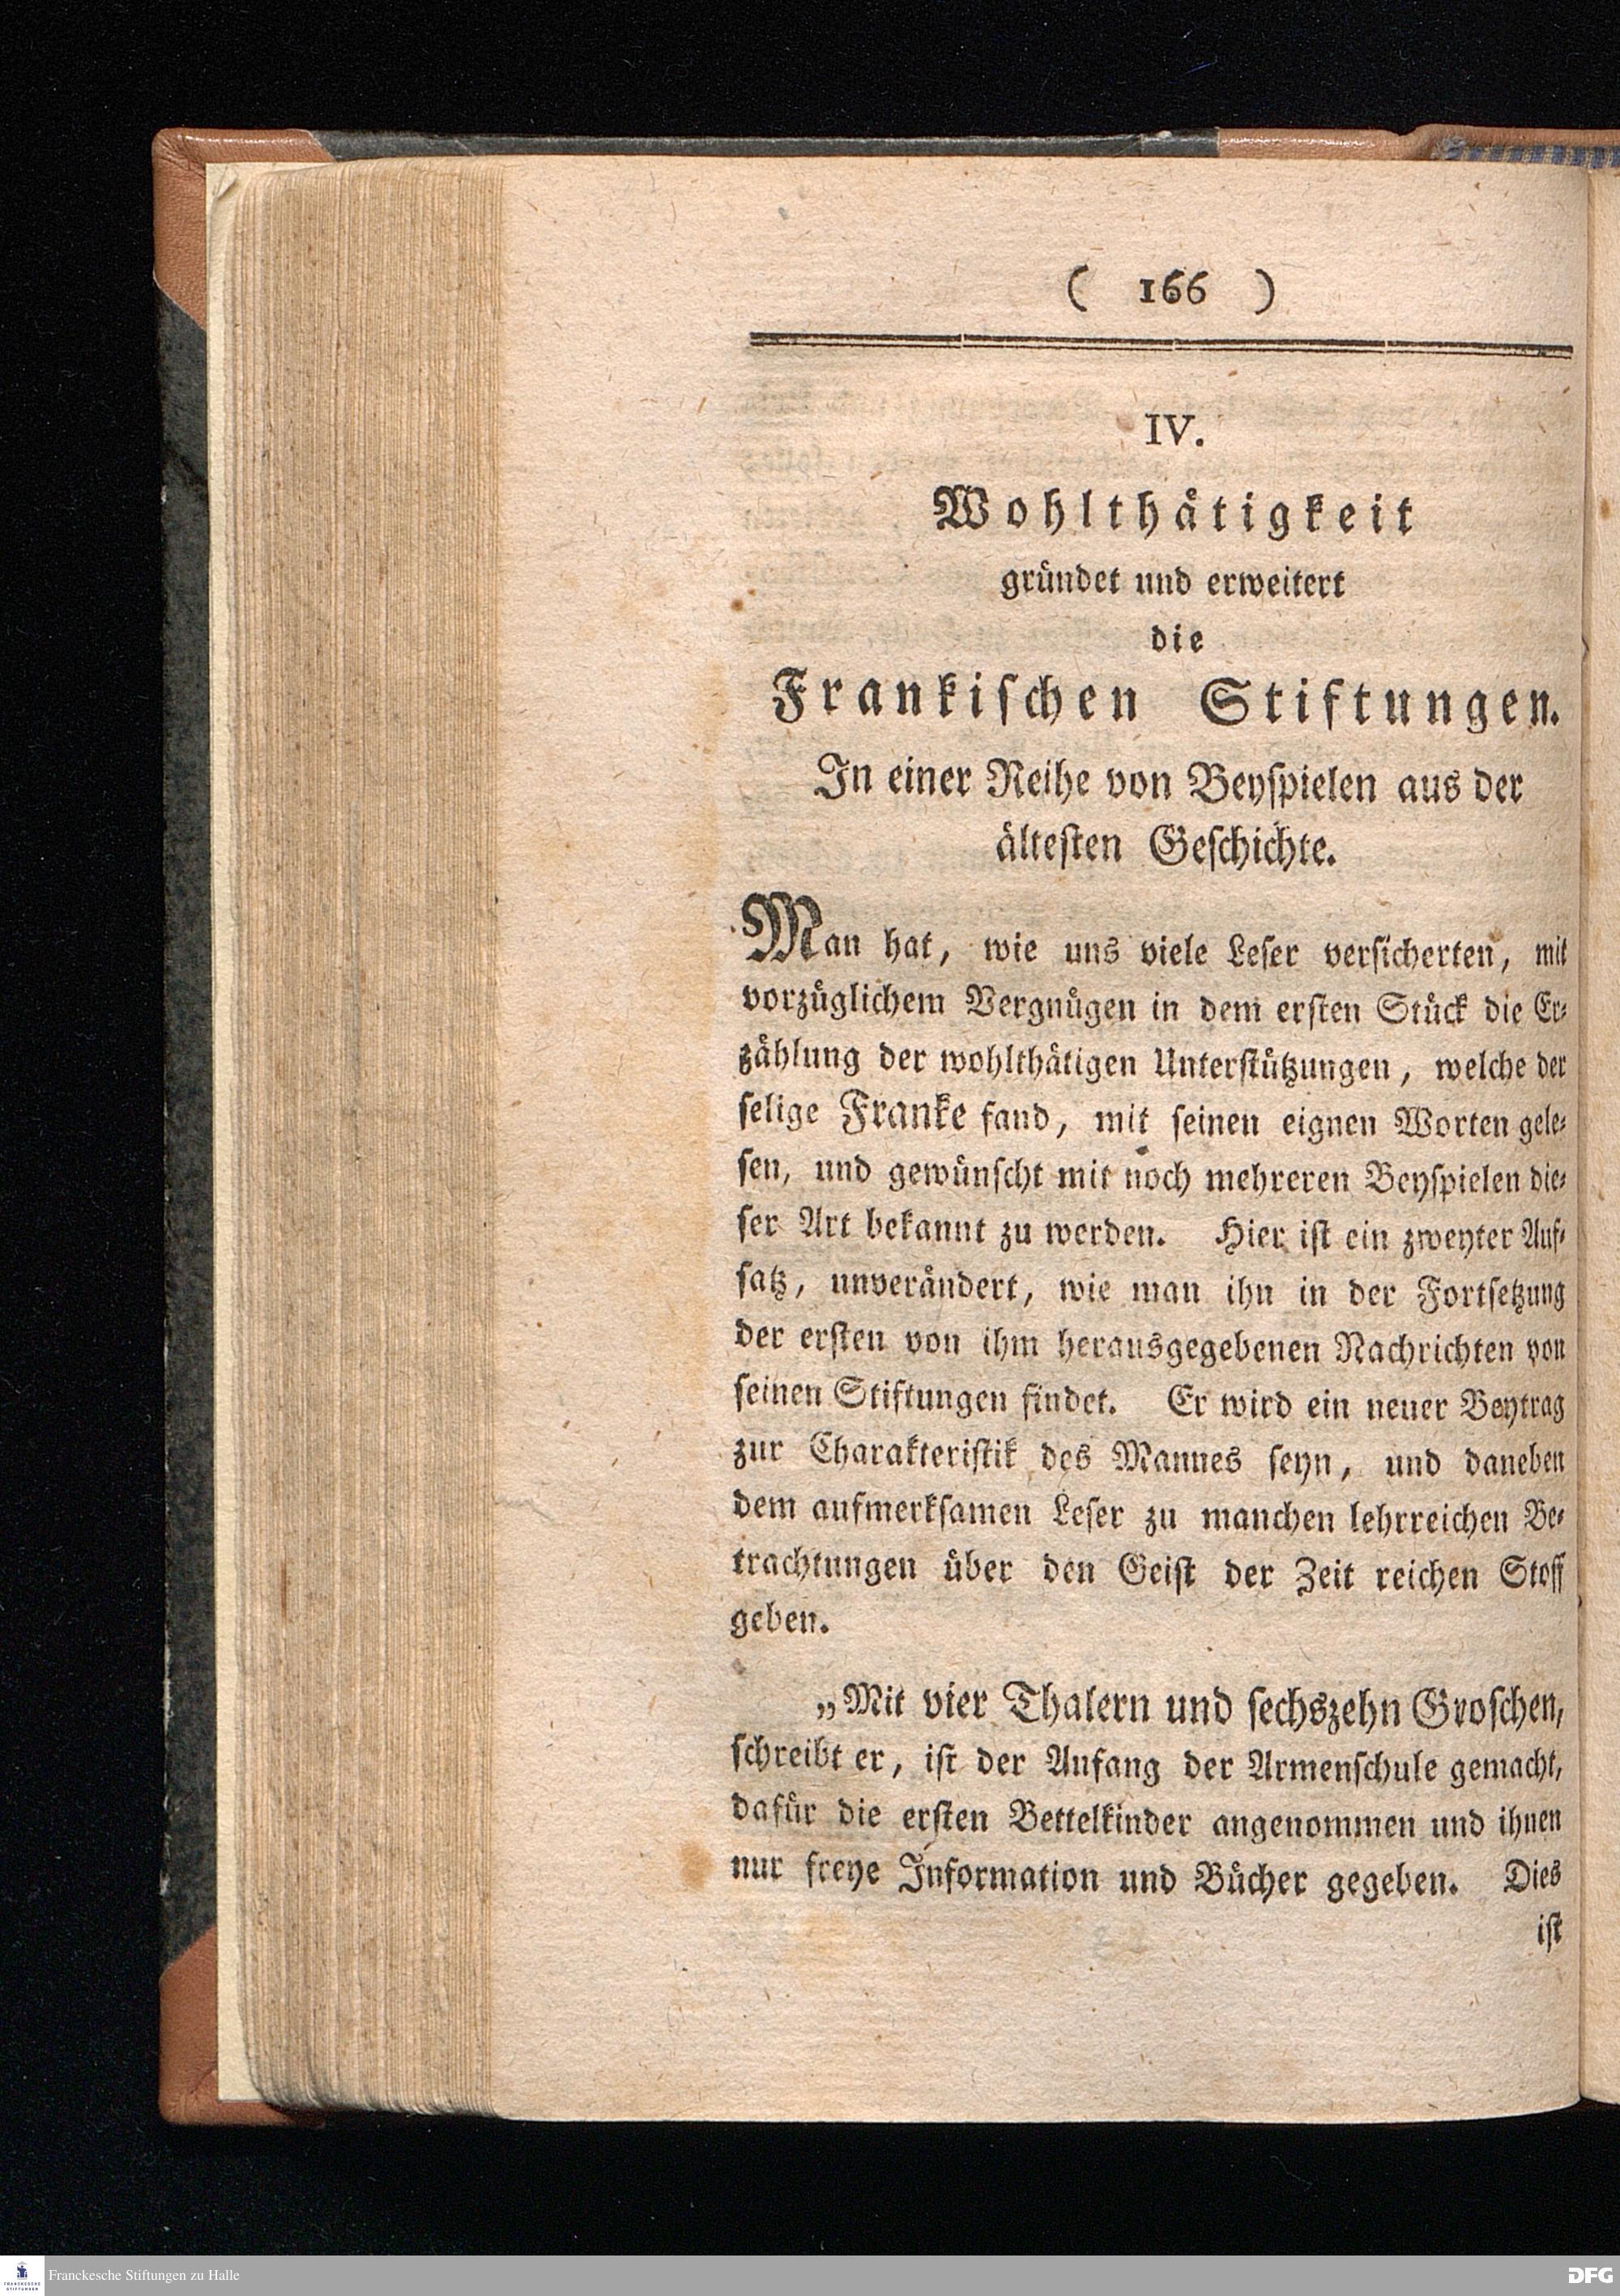 ( 166 )
IV.
Wohlthätigkeit
gründet und erweitert
die
Frankischen Stiftungen.
In einer Reihe von Beyspielen aus der
ältesten Geschichte.
Man hat, wie uns viele Leser versicherten, mit
vorzüglichem Vergnügen in dem ersten Stück die Er-
zählung der wohlthätigen Unterstützungen, welche der
selige Franke fand, mit seinen eignen Worten gele-
sen, und gewünscht mit noch mehreren Beyspielen die-
ser Art bekannt zu werden. Hier ist ein zweyter Auf-
satz, unverändert, wie man ihn in der Fortsetzung
der ersten von ihm herausgegebenen Nachrichten von
seinen Stiftungen findet. Er wird ein neuer Beytrag
zur Charakteristik des Mannes seyn, und daneben
dem aufmerksamen Leser zu manchen lehrreichen Be-
trachtungen über den Geist der Zeit reichen Stoff
geben.
„Mit vier Thalern und sechszehn Groschen,
schreibt er, ist der Anfang der Armenschule gemacht,
dafür die ersten Bettelkinder angenommen und ihnen
nur freye Information und Bücher gegeben. Dies
ist
FRANCKESCHE
STIFTUNGEN
Franckesche Stiftungen zu Halle
DFG